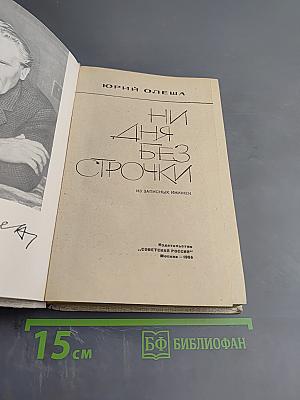 ЮРИЙ ОЛЕША
НИ
ДНЯ
БЕЗ
СТРОЧКИ
ИЗ ЗАПИСНЫХ КНИЖЕК
Издательство
„СОВЕТСКАЯ РОССИЯ"
Москва — 1965
15 см
БФ БИБЛИОФАН